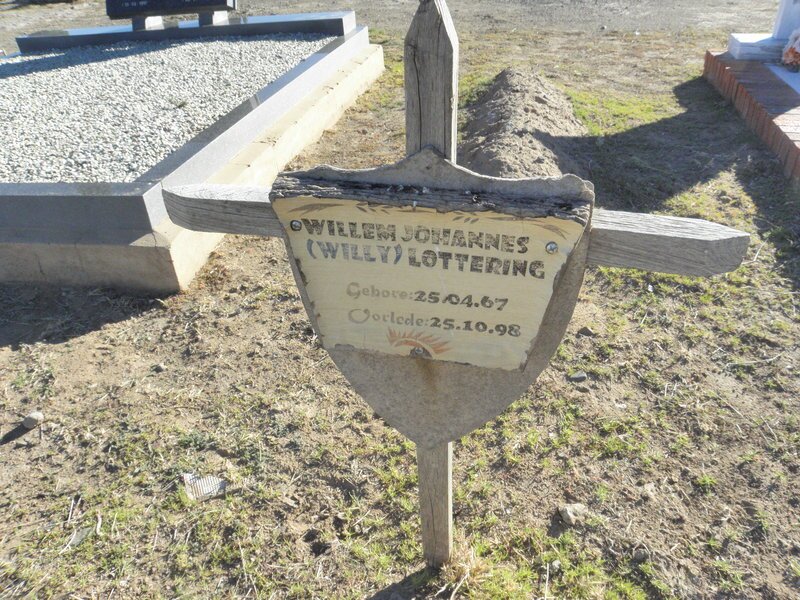 WILLEM JOHANNES
(WILLY) LOTTERING
Gebore: 25.04.67
Oorlede: 25.10.98